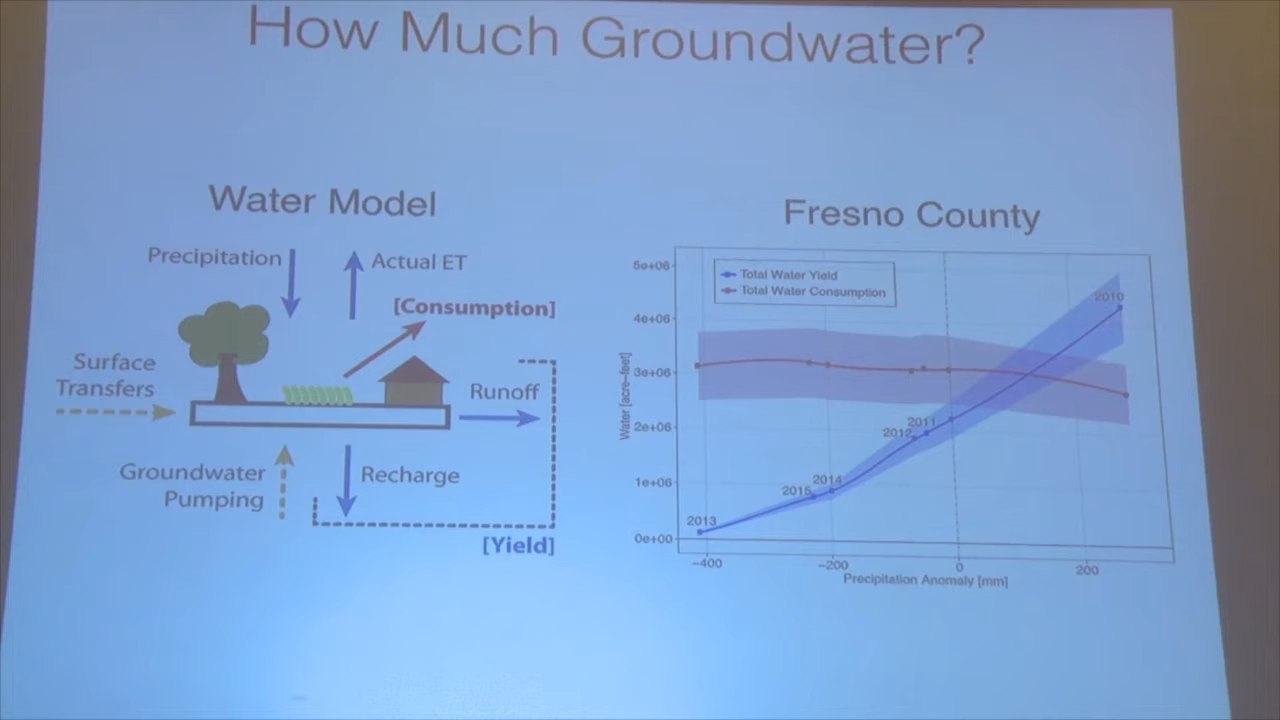 How Much Groundwater?
Water Model
Precipitation
Actual ET
[Consumption]
Surface
Transfers
Runoff
Groundwater
Pumping
Recharge
[Yield]
Fresno County
Total Water Yield
Total Water Consumption
5e+06
4e+06
3e+06
2e+06
1e+06
0e+00
Water [acre-feet]
2010
2011
2012
2014
2015
2013
-400
-200
0
200
Precipitation Anomaly [mm]